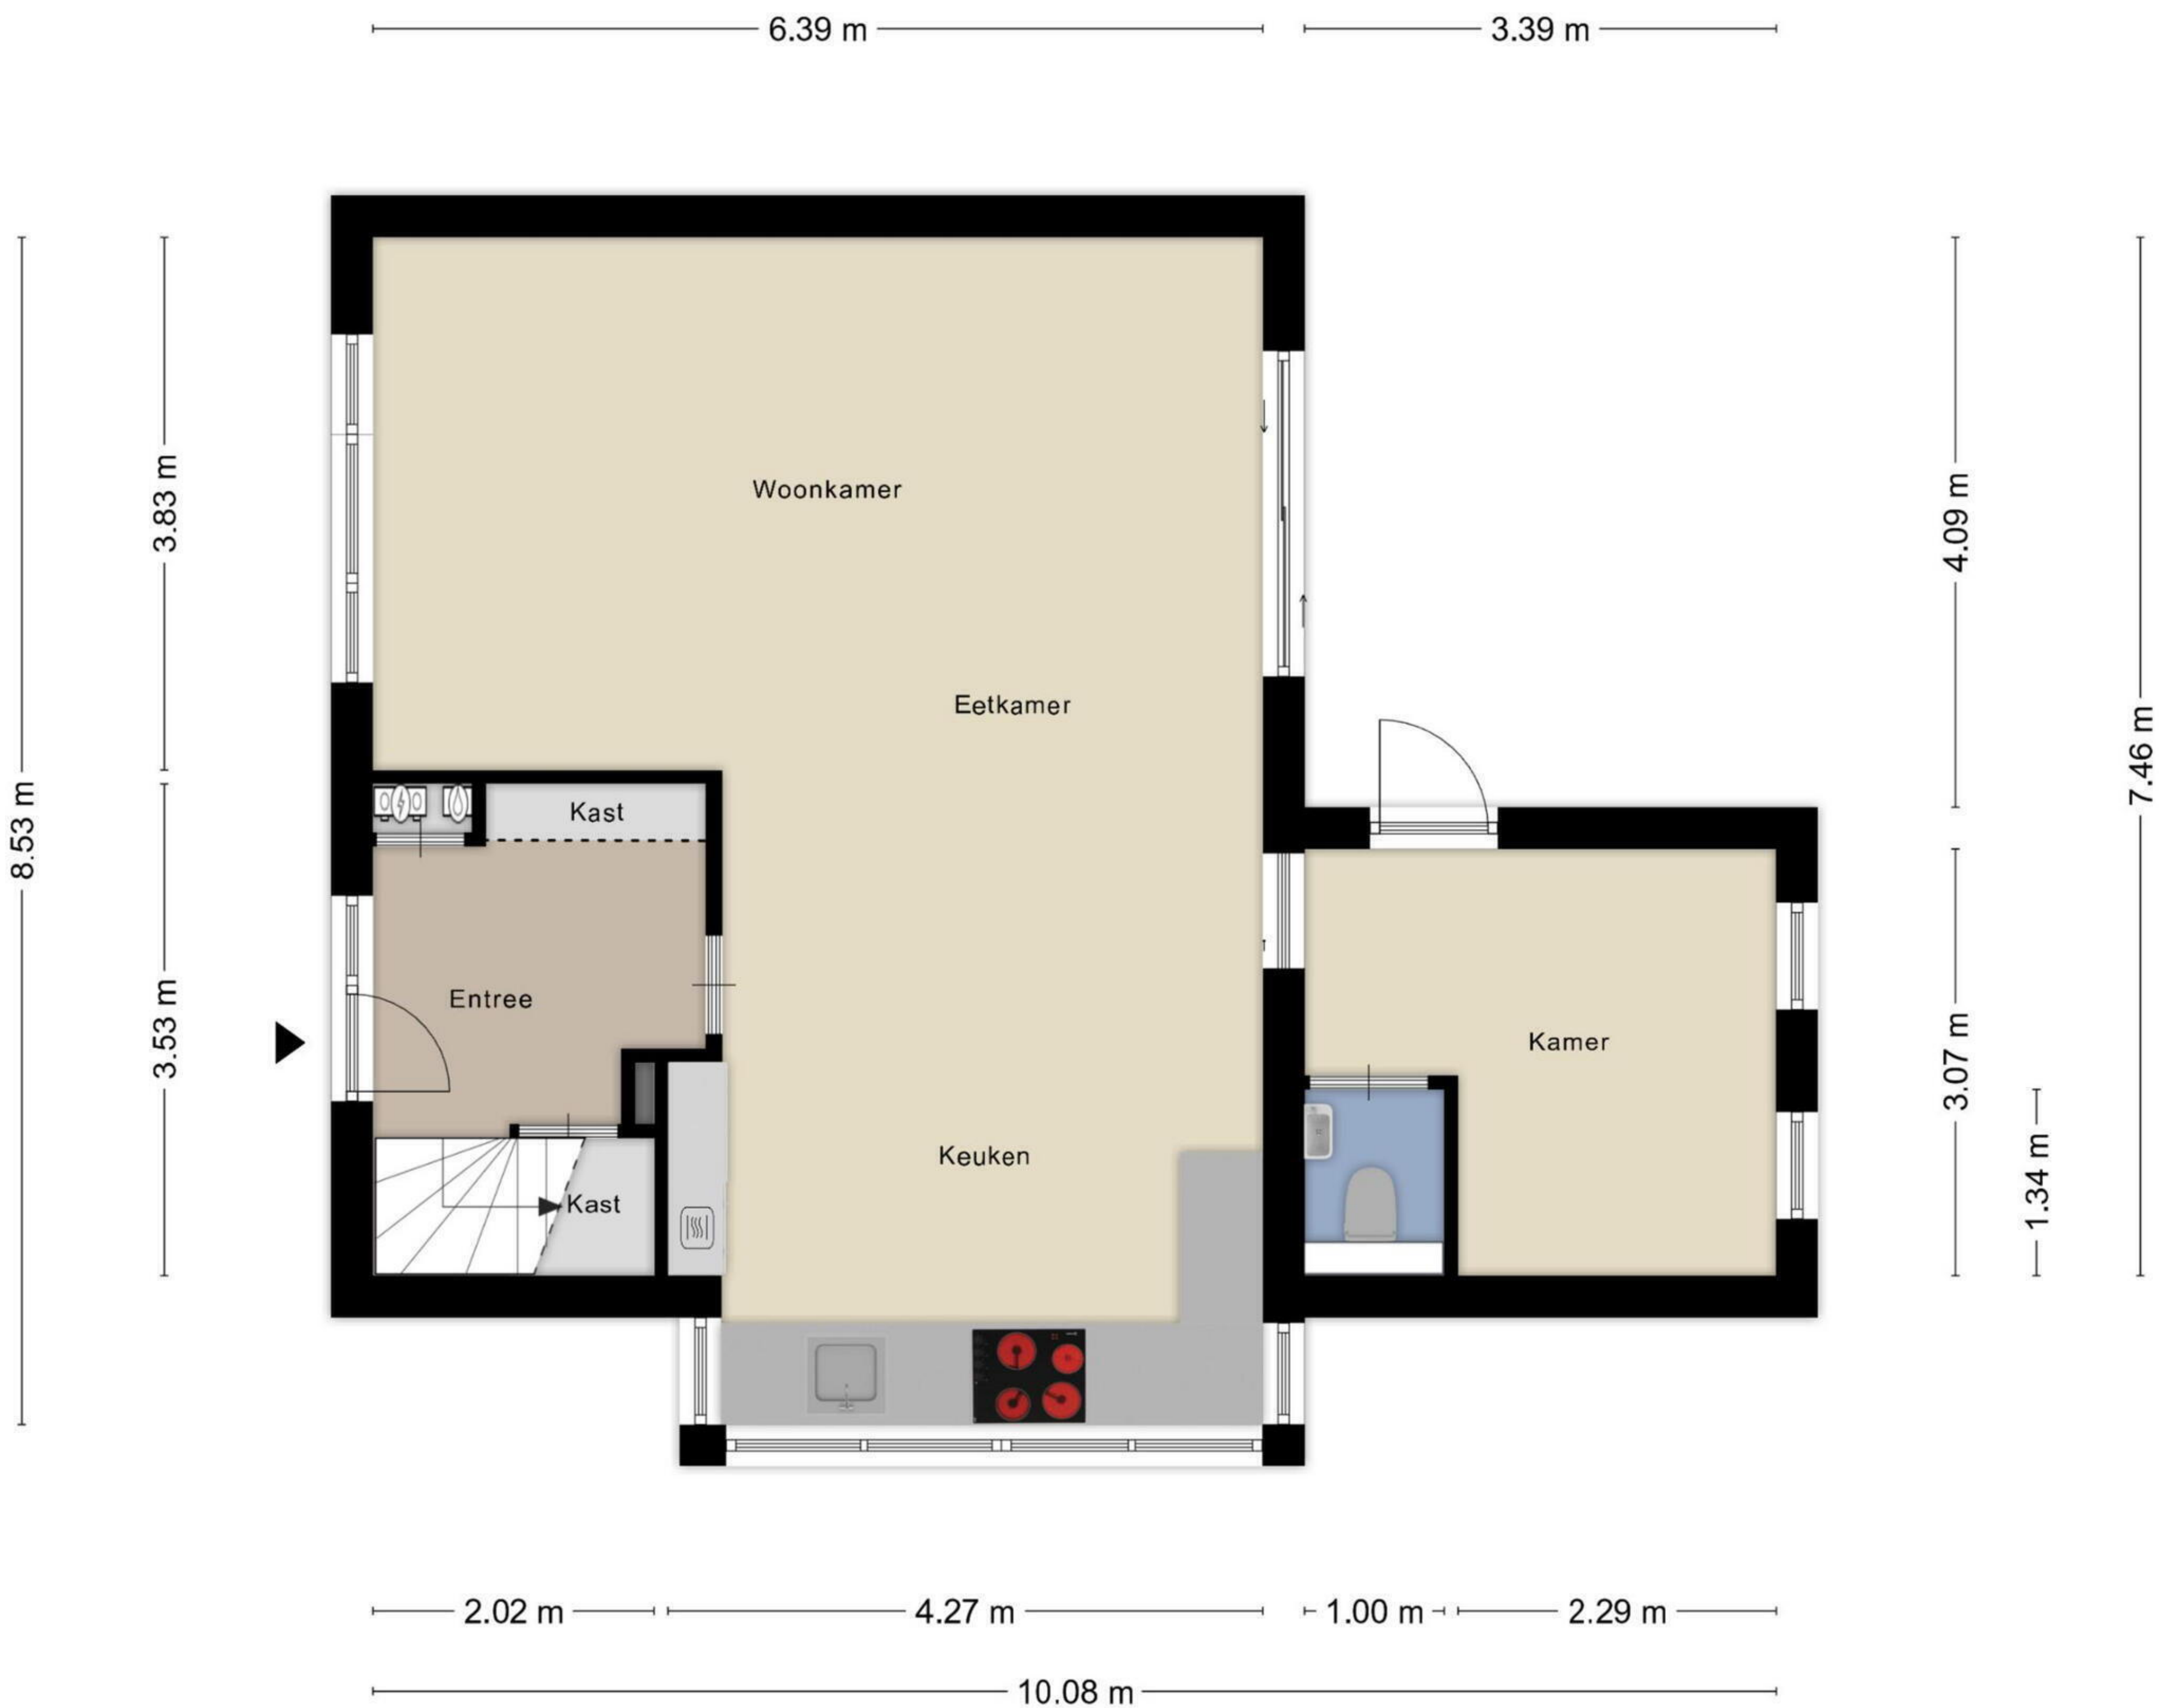 6.39 m
3.39 m
Woonkamer
3.83 m
4.09 m
Eetkamer
7.46 m
8.53 m
Kast
Entree
3.53 m
Kamer
3.07 m
Keuken
1.34 m
Kast
2.02 m
4.27 m
1.00 m
2.29 m
10.08 m